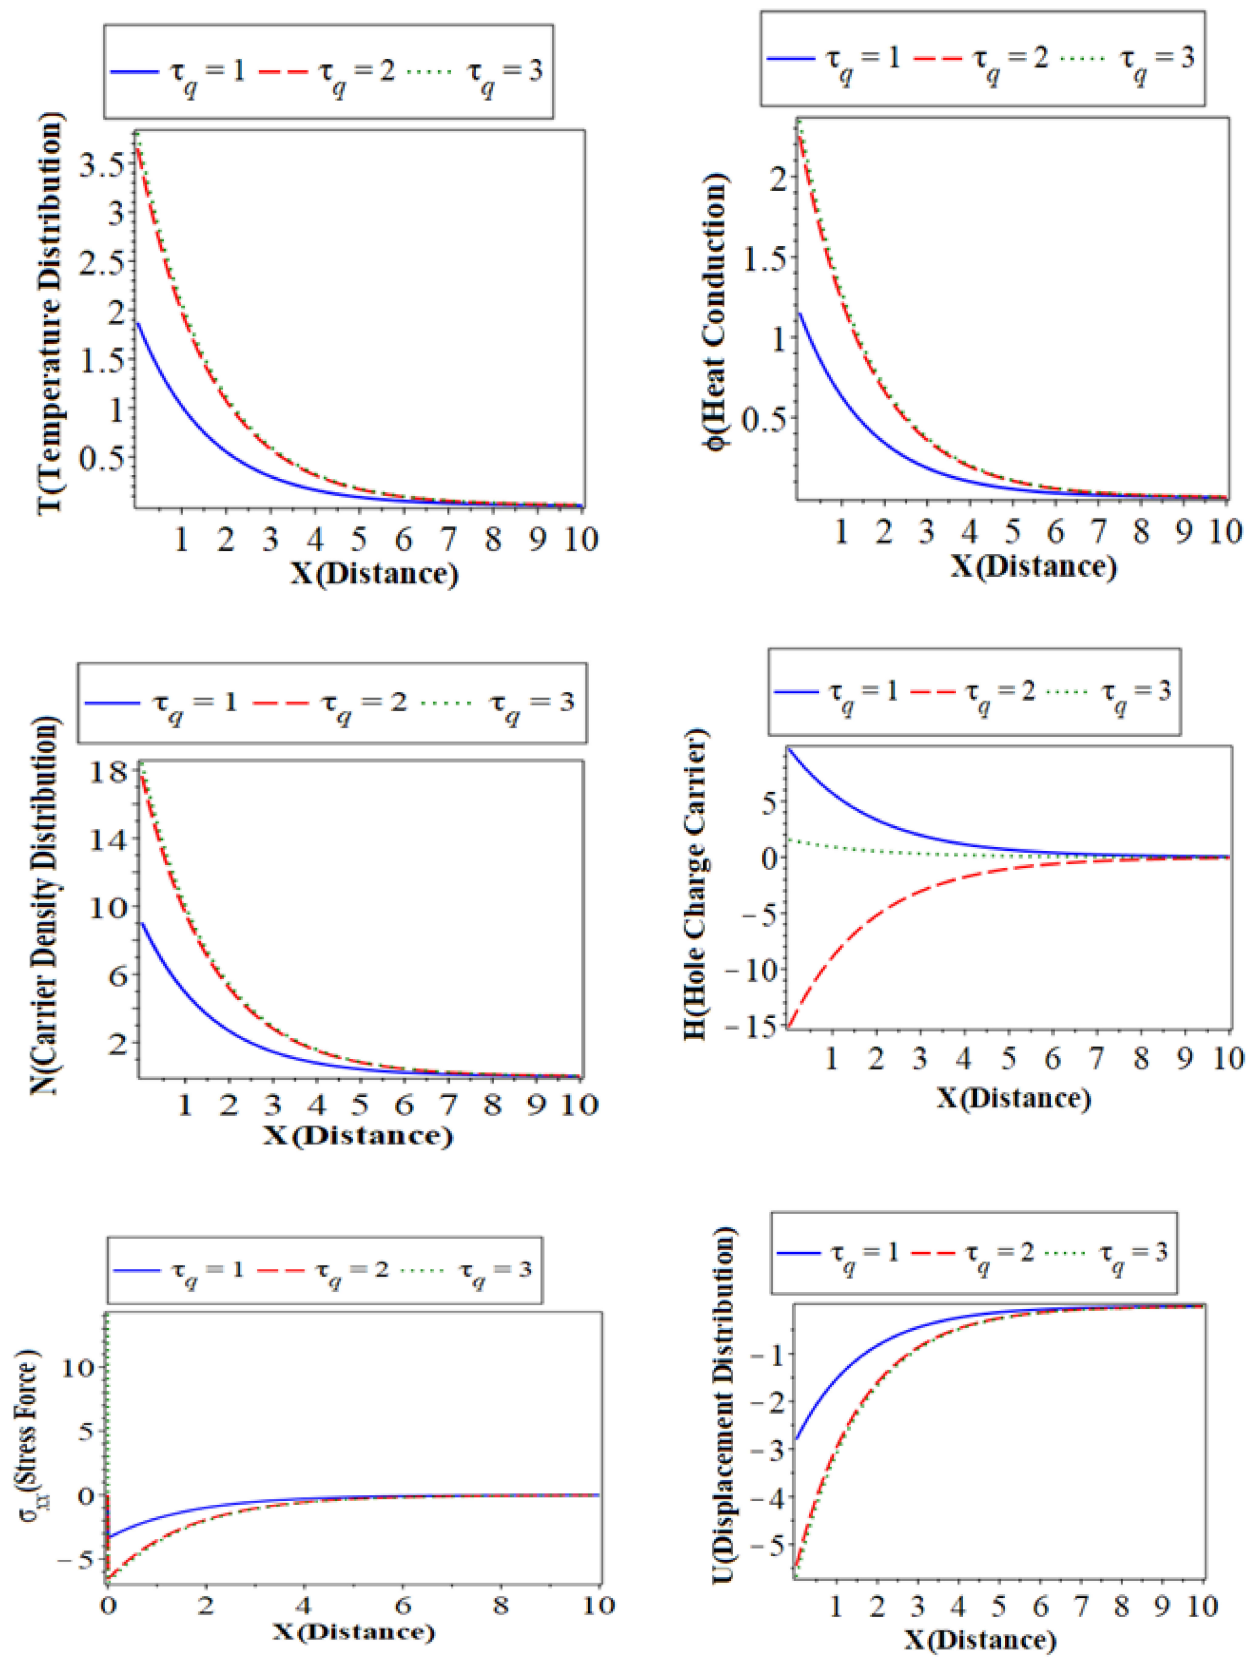 τq = 1 τq = 2 τq = 3
T(Temperature Distribution)
3.5
3
2.5
2
1.5
1
0.5
1 2 3 4 5 6 7 8 9 10
X(Distance)
τq = 1 τq = 2 τq = 3
ϕ(Heat Conduction)
2
1.5
1
0.5
1 2 3 4 5 6 7 8 9 10
X(Distance)
τq = 1 τq = 2 τq = 3
N(Carrier Density Distribution)
18
14
10
6
2
1 2 3 4 5 6 7 8 9 10
X(Distance)
τq = 1 τq = 2 τq = 3
H(Hole Charge Carrier)
5
0
−5
−10
−15
1 2 3 4 5 6 7 8 9 10
X(Distance)
τq = 1 τq = 2 τq = 3
σxx(Stress Force )
10
5
0
−5
0 2 4 6 8 10
X(Distance)
τq = 1 τq = 2 τq = 3
U(Displacement Distribution)
−1
−2
−3
−4
−5
1 2 3 4 5 6 7 8 9 10
X(Distance)